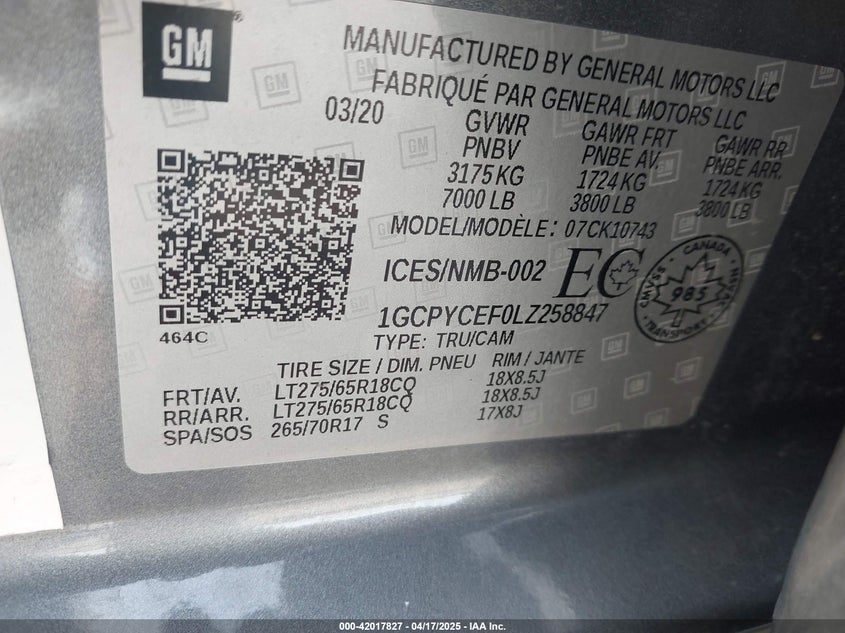 GM
MANUFACTURED BY GENERAL MOTORS LLC
FABRIQUÉ PAR GENERAL MOTORS LLC
03/20
GVWR GAWR FRT GAWR RR
PNBV PNBE AV. PNBE ARR.
3175 KG 1724 KG 1724 KG
7000 LB 3800 LB 3800 LB
MODEL/MODÈLE: 07CK10743
ICES/NMB-002 EC
CANADA
CMVSS NSVAC
985
TRANSPORT
1GCPYCEF0LZ258847
464C
TYPE: TRU/CAM
TIRE SIZE / DIM. PNEU RIM / JANTE
FRT/AV. LT275/65R18CQ 18X8.5J
RR/ARR. LT275/65R18CQ 18X8.5J
SPA/SOS 265/70R17 S 17X8J
000-42017827 - 04/17/2025 - IAA Inc.